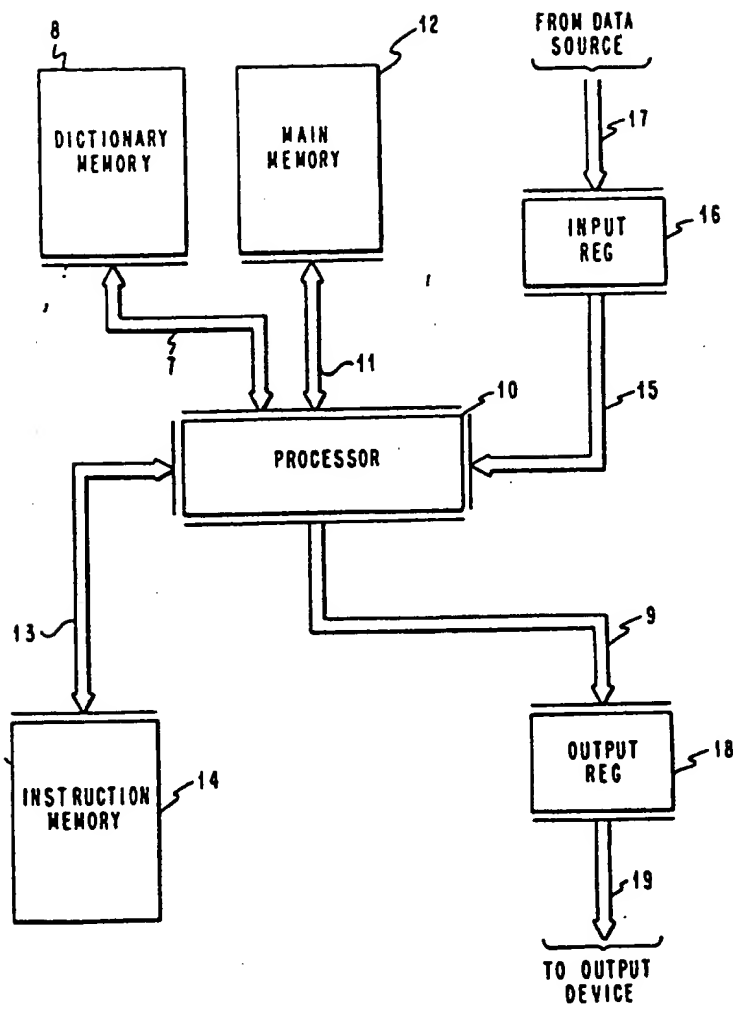 8
12
FROM DATA
SOURCE
DICTIONARY
MEMORY
MAIN
MEMORY
17
INPUT
REG
16
7
11
10
15
PROCESSOR
13
9
INSTRUCTION
MEMORY
14
OUTPUT
REG
18
19
TO OUTPUT
DEVICE